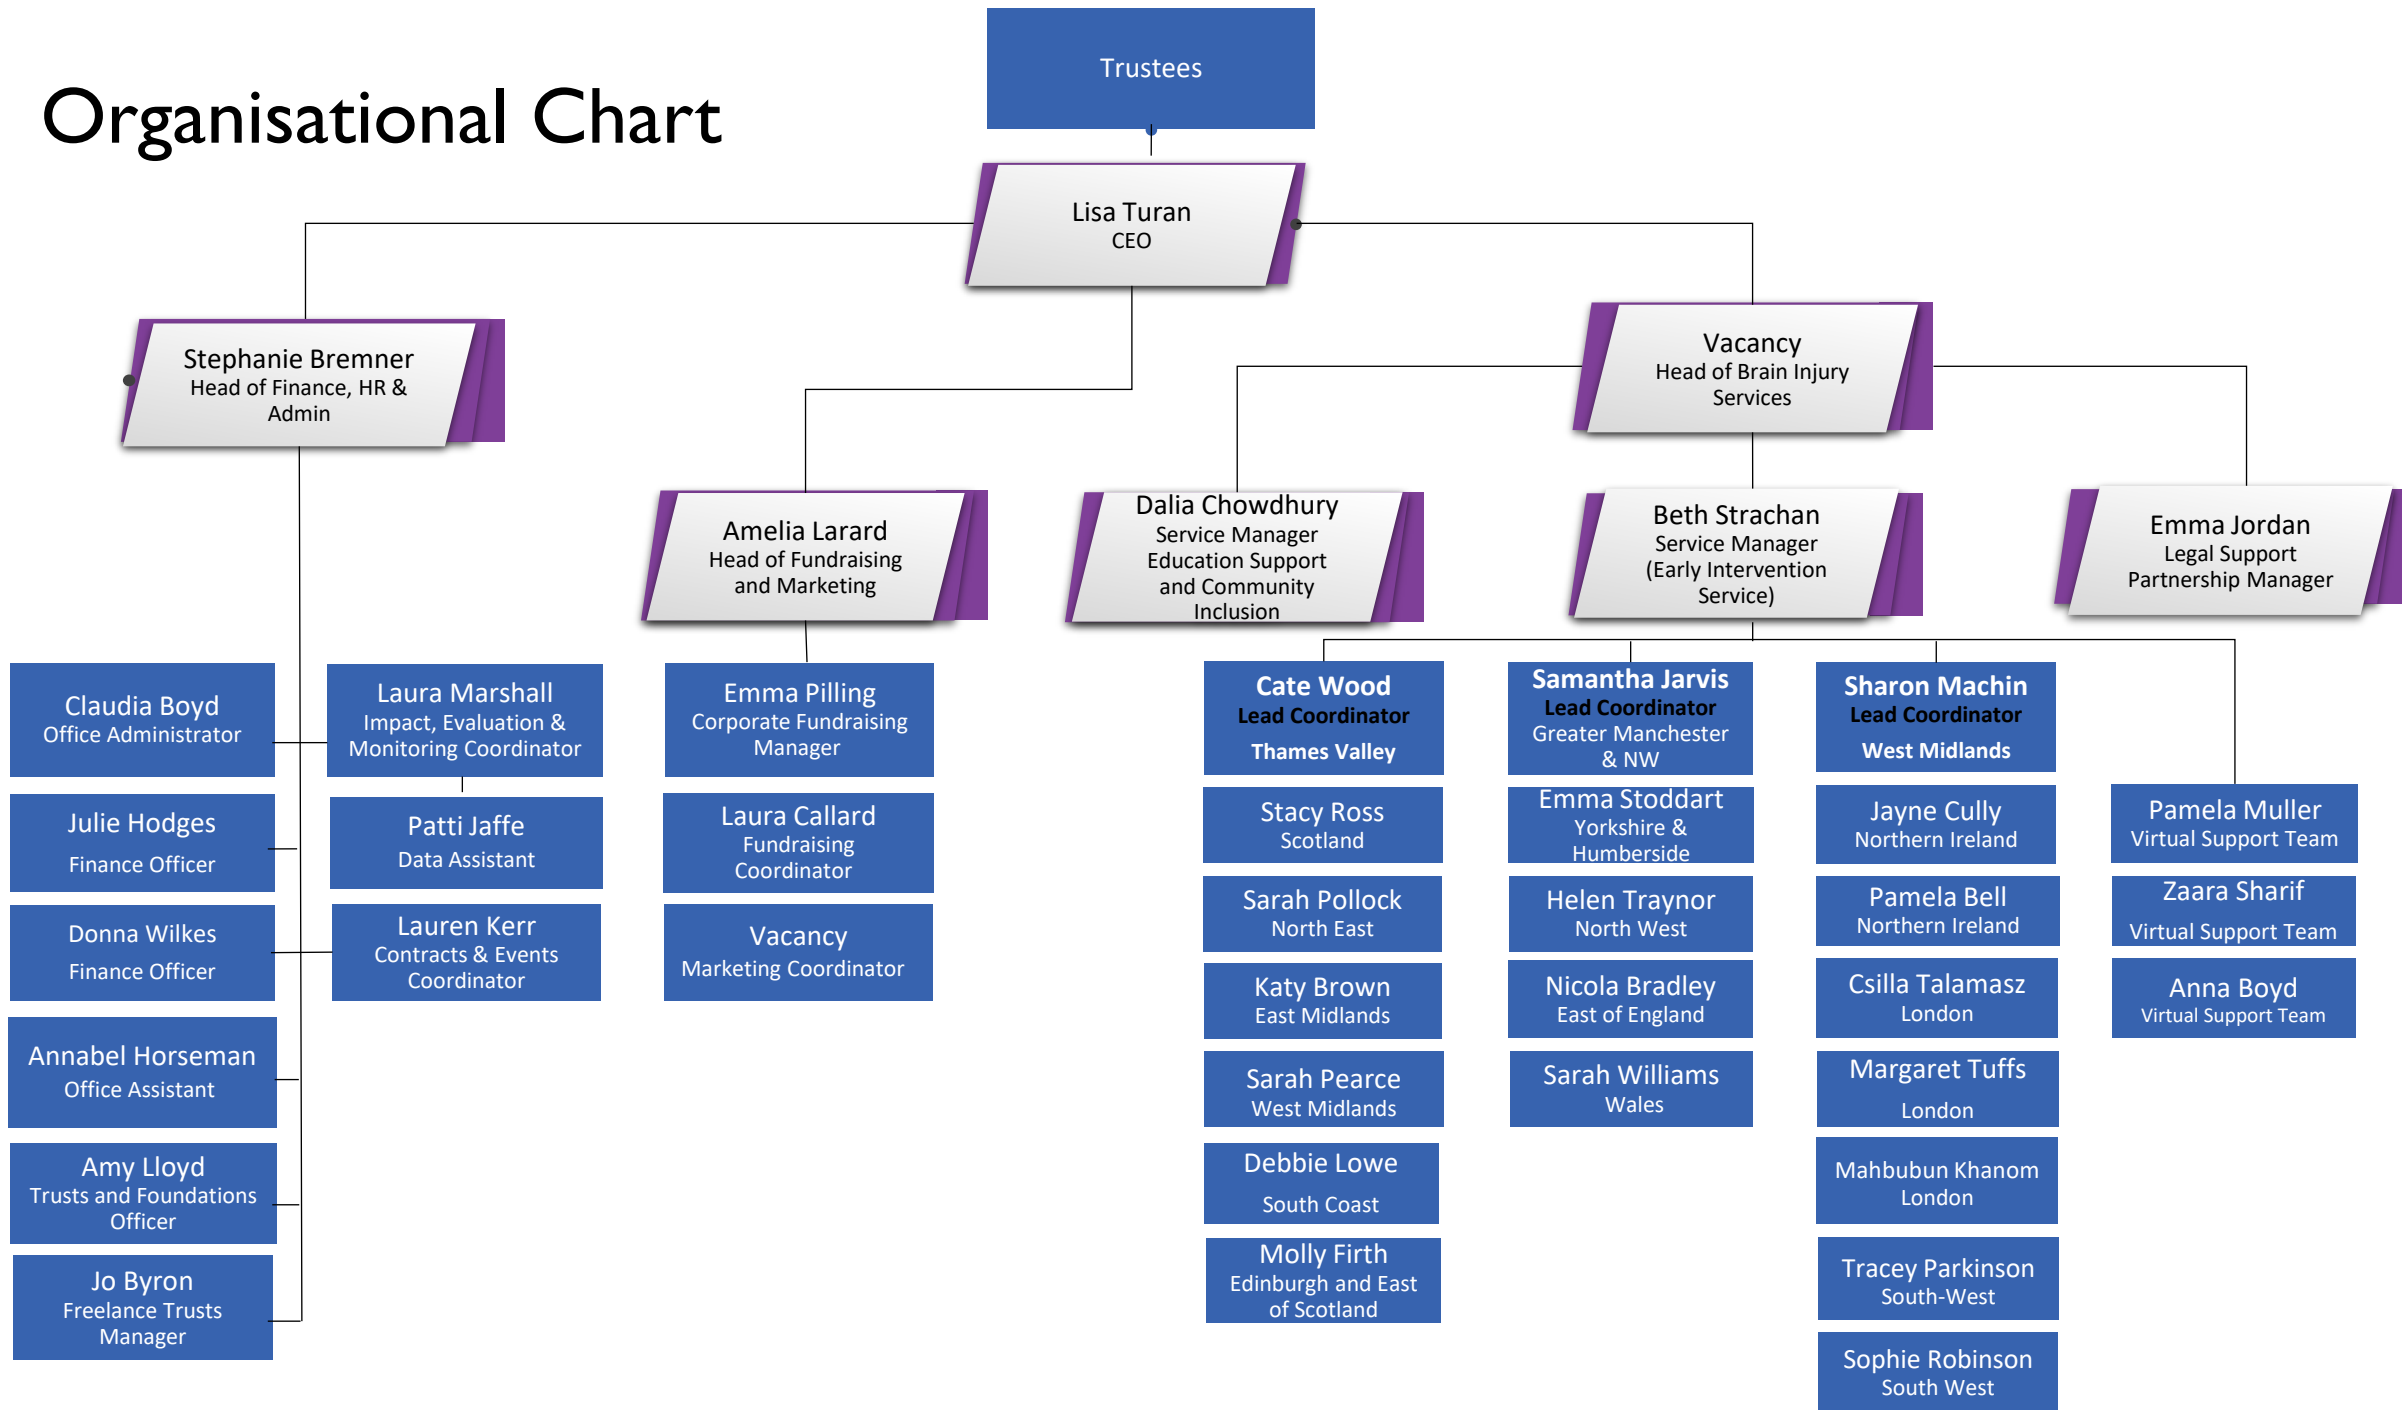 Trustees
Organisational Chart
Lisa Turan
CEO
Stephanie Bremner
Head of Finance, HR &
Admin
Vacancy
Head of Brain Injury
Services
Amelia Larard
Head of Fundraising
and Marketing
Dalia Chowdhury
Service Manager
Education Support
and Community
Inclusion
Beth Strachan
Service Manager
(Early Intervention
Service)
Emma Jordan
Legal Support
Partnership Manager
Claudia Boyd
Office Administrator
Julie Hodges
Finance Officer
Donna Wilkes
Finance Officer
Annabel Horseman
Office Assistant
Amy Lloyd
Trusts and Foundations
Officer
Jo Byron
Freelance Trusts
Manager
Laura Marshall
Impact, Evaluation &
Monitoring Coordinator
Patti Jaffe
Data Assistant
Lauren Kerr
Contracts & Events
Coordinator
Emma Pilling
Corporate Fundraising
Manager
Laura Callard
Fundraising
Coordinator
Vacancy
Marketing Coordinator
Cate Wood
Lead Coordinator
Thames Valley
Stacy Ross
Scotland
Sarah Pollock
North East
Katy Brown
East Midlands
Sarah Pearce
West Midlands
Debbie Lowe
South Coast
Molly Firth
Edinburgh and East
of Scotland
Samantha Jarvis
Lead Coordinator
Greater Manchester
& NW
Emma Stoddart
Yorkshire &
Humberside
Helen Traynor
North West
Nicola Bradley
East of England
Sarah Williams
Wales
Sharon Machin
Lead Coordinator
West Midlands
Jayne Cully
Northern Ireland
Pamela Bell
Northern Ireland
Csilla Talamasz
London
Margaret Tuffs
London
Mahbubun Khanom
London
Tracey Parkinson
South-West
Sophie Robinson
South West
Pamela Muller
Virtual Support Team
Zaara Sharif
Virtual Support Team
Anna Boyd
Virtual Support Team